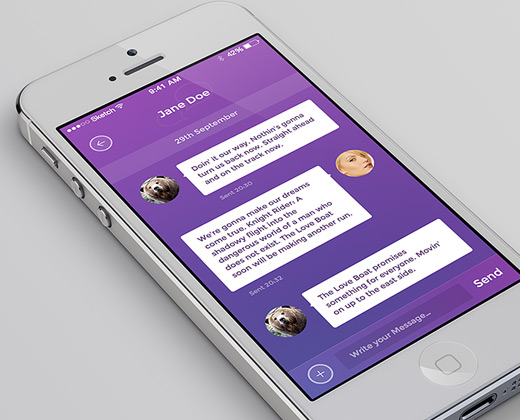 Sketch 9:41 AM 42%
Jane Doe
29th September
Doin' it our way. Nothin's gonna
turn us back now. Straight ahead
and on the track now.
Sent 20:30
We're gonna make our dreams
come true. Knight Rider: A
shadowy flight into the
dangerous world of a man who
does not exist. The Love Boat
soon will be making another run.
Sent 20:32
The Love Boat promises
something for everyone. Movin'
on up to the east side.
Write your Message...
Send